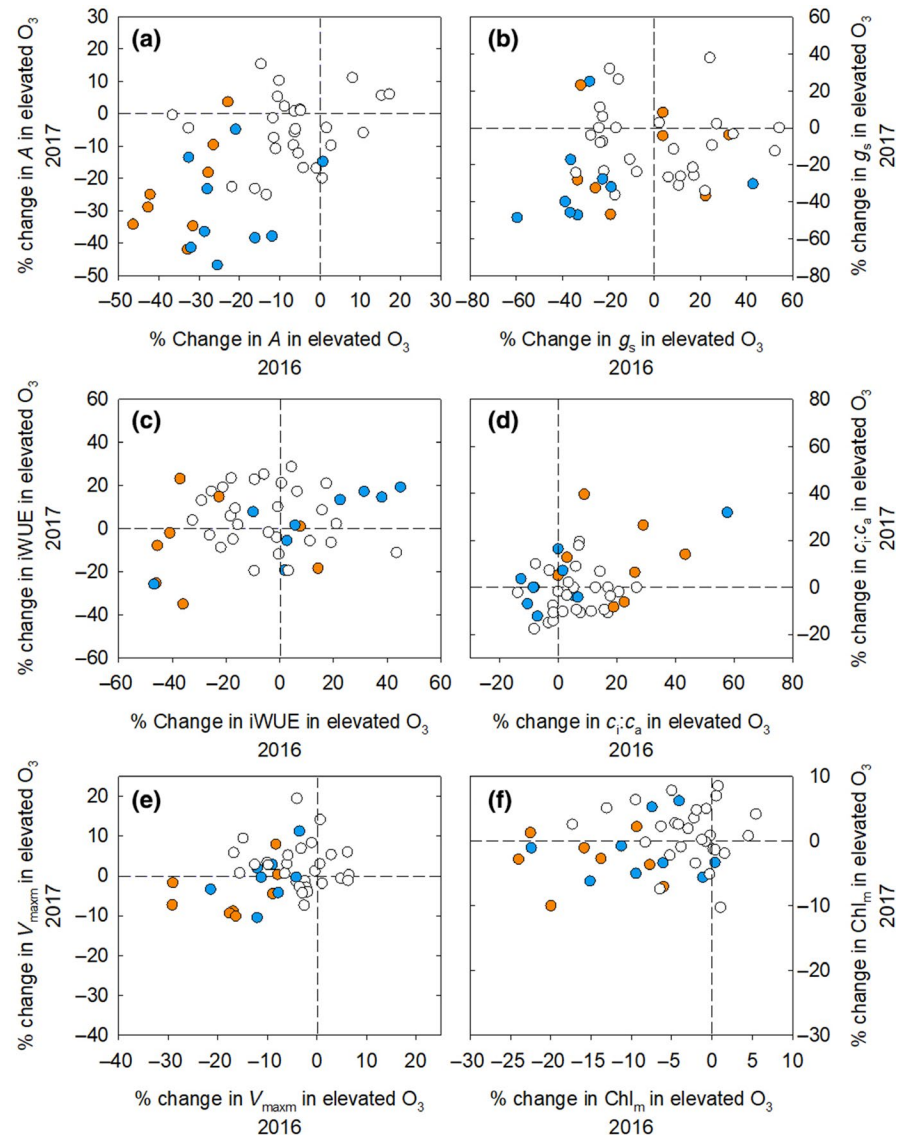 (a)
% change in A in elevated O3
2017
30
20
10
0
–10
–20
–30
–40
–50
–50 –40 –30 –20 –10 0 10 20 30
% Change in A in elevated O3
2016
(b)
60
40
20
0
–20
–40
–60
–80
% change in gs in elevated O3
2017
–80 –60 –40 –20 0 20 40 60
% Change in gs in elevated O3
2016
(c)
% change in iWUE in elevated O3
2017
60
40
20
0
–20
–40
–60
–60 –40 –20 0 20 40 60
% Change in iWUE in elevated O3
2016
(d)
80
60
40
20
0
–20
% change in ci:ca in elevated O3
2017
–20 0 20 40 60 80
% change in ci:ca in elevated O3
2016
(e)
% change in Vmaxm in elevated O3
2017
20
10
0
–10
–20
–30
–40
–40 –30 –20 –10 0 10 20
% change in Vmaxm in elevated O3
2016
(f)
10
0
–10
–20
–30
% change in Chlm in elevated O3
2017
–30 –25 –20 –15 –10 –5 0 5 10
% change in Chlm in elevated O3
2016